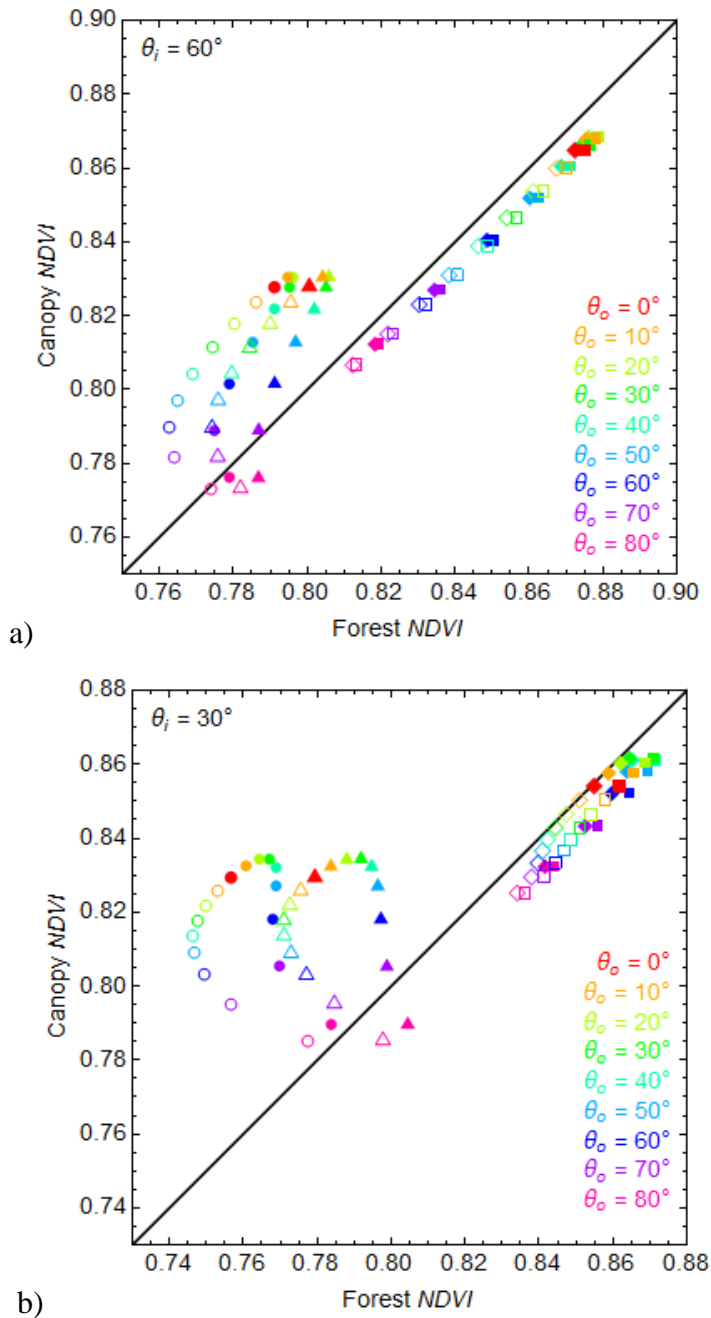 0.90
θi = 60°
0.88
0.86
0.84
Canopy NDVI
0.82
0.80
0.78
0.76
θo = 0°
θo = 10°
θo = 20°
θo = 30°
θo = 40°
θo = 50°
θo = 60°
θo = 70°
θo = 80°
0.76 0.78 0.80 0.82 0.84 0.86 0.88 0.90
Forest NDVI
a)
0.88
θi = 30°
0.86
0.84
0.82
Canopy NDVI
0.80
0.78
0.76
0.74
θo = 0°
θo = 10°
θo = 20°
θo = 30°
θo = 40°
θo = 50°
θo = 60°
θo = 70°
θo = 80°
0.74 0.76 0.78 0.80 0.82 0.84 0.86 0.88
Forest NDVI
b)